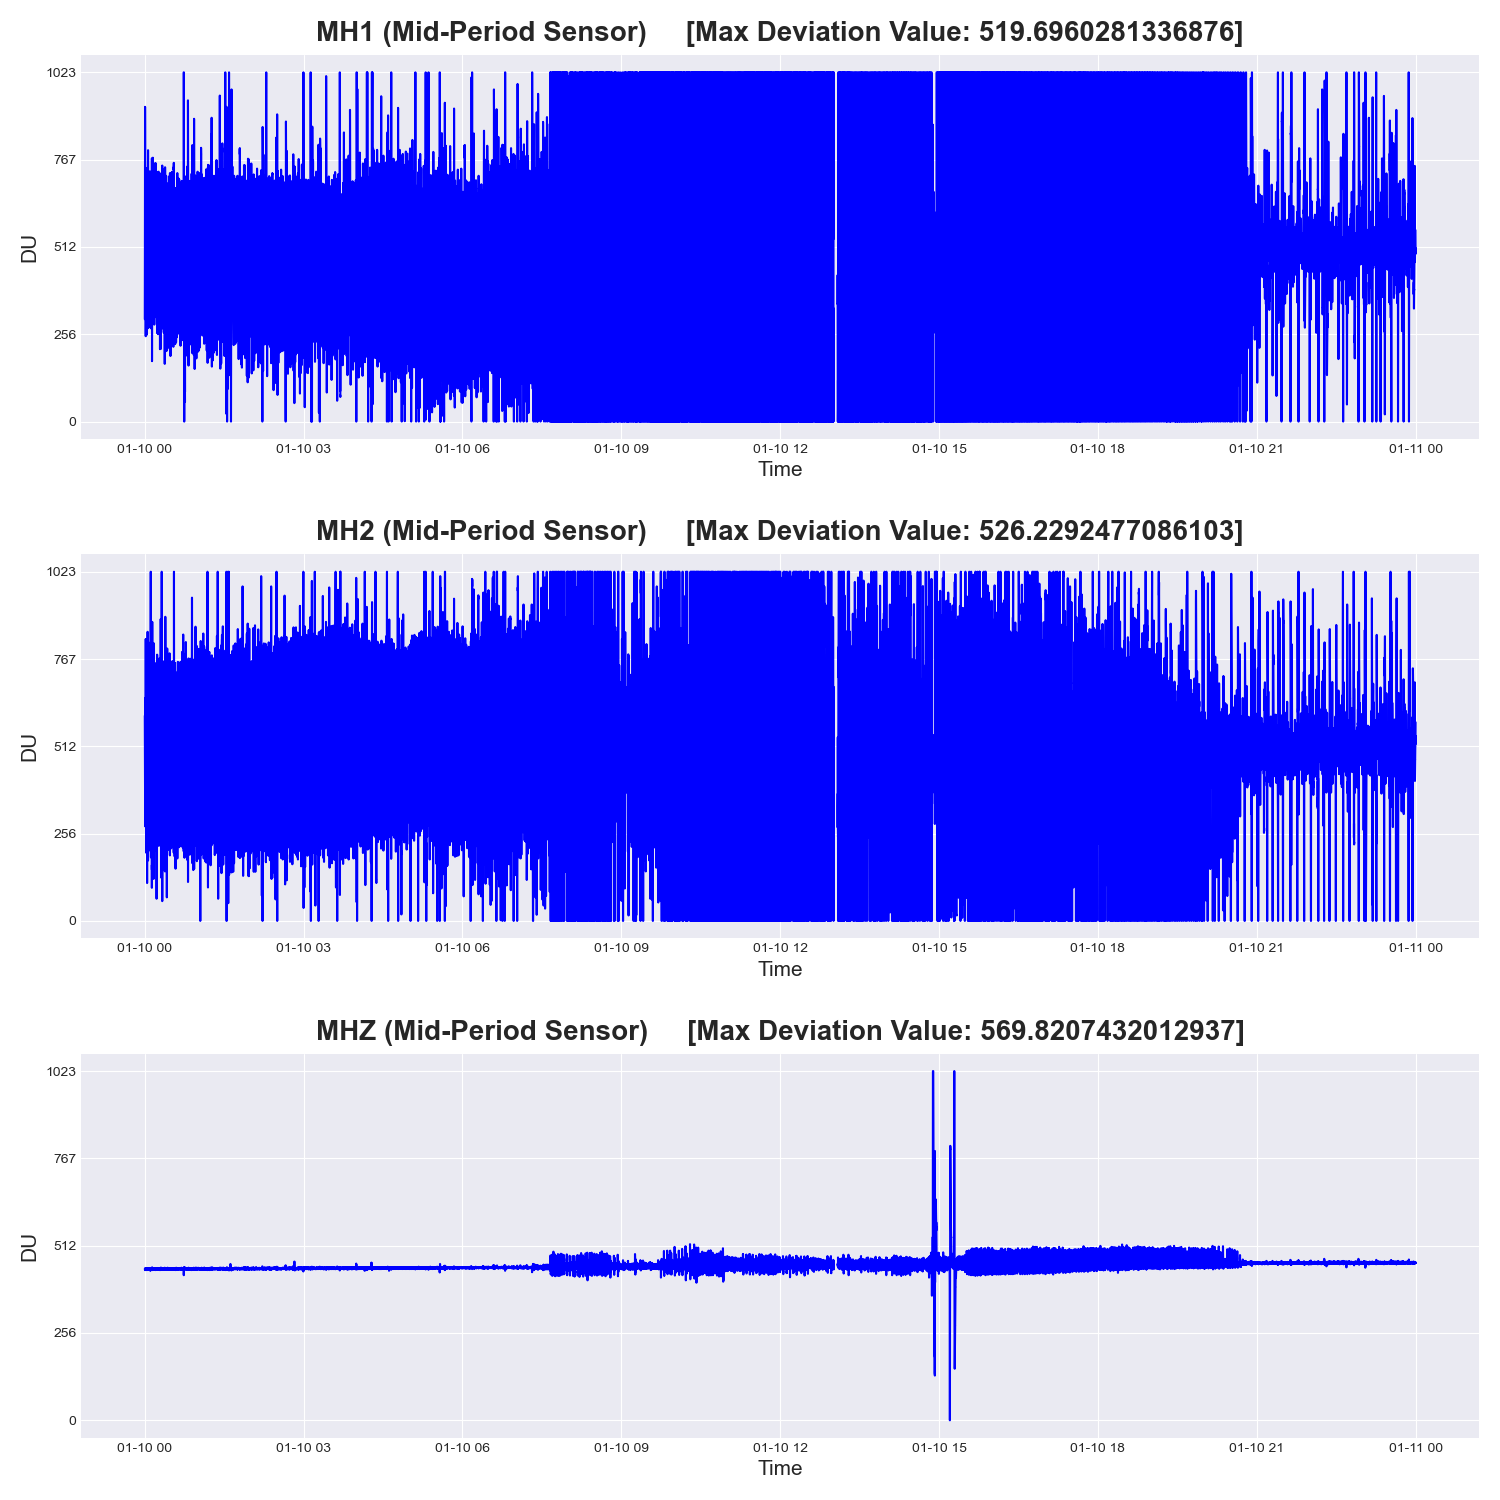 MH1 (Mid-Period Sensor) [Max Deviation Value: 519.6960281336876]
1023
767
512
256
0
DU
01-10 00 01-10 03 01-10 06 01-10 09 01-10 12 01-10 15 01-10 18 01-10 21 01-11 00
Time
MH2 (Mid-Period Sensor) [Max Deviation Value: 526.2292477086103]
1023
767
512
256
0
DU
01-10 00 01-10 03 01-10 06 01-10 09 01-10 12 01-10 15 01-10 18 01-10 21 01-11 00
Time
MHZ (Mid-Period Sensor) [Max Deviation Value: 569.8207432012937]
1023
767
512
256
0
DU
01-10 00 01-10 03 01-10 06 01-10 09 01-10 12 01-10 15 01-10 18 01-10 21 01-11 00
Time